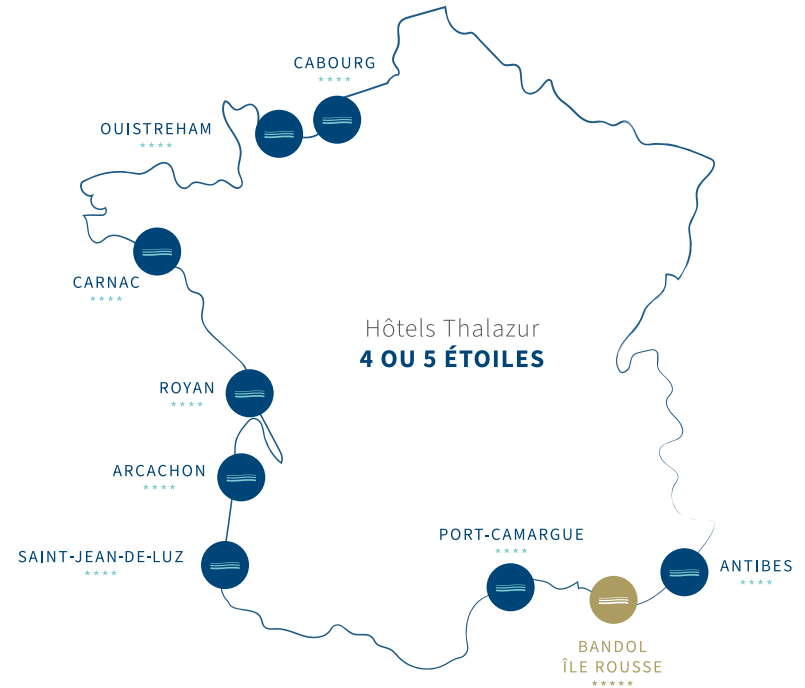 CABOURG
****
OUISTREHAM
****
CARNAC
****
Hôtels Thalazur
4 OU 5 ÉTOILES
ROYAN
****
ARCACHON
****
SAINT-JEAN-DE-LUZ
****
PORT-CAMARGUE
****
ANTIBES
****
BANDOL
ÎLE ROUSSE
*****